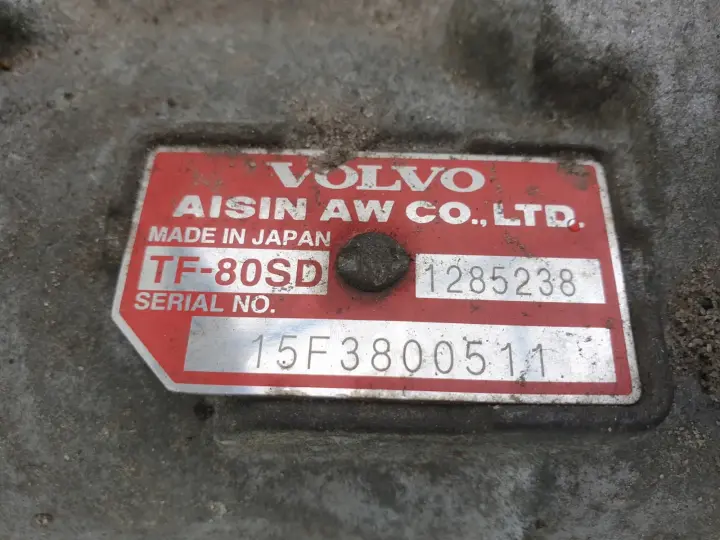 VOLVO
AISIN AW CO., LTD.
MADE IN JAPAN
TF-80SD 1285238
SERIAL NO.
15F3800511